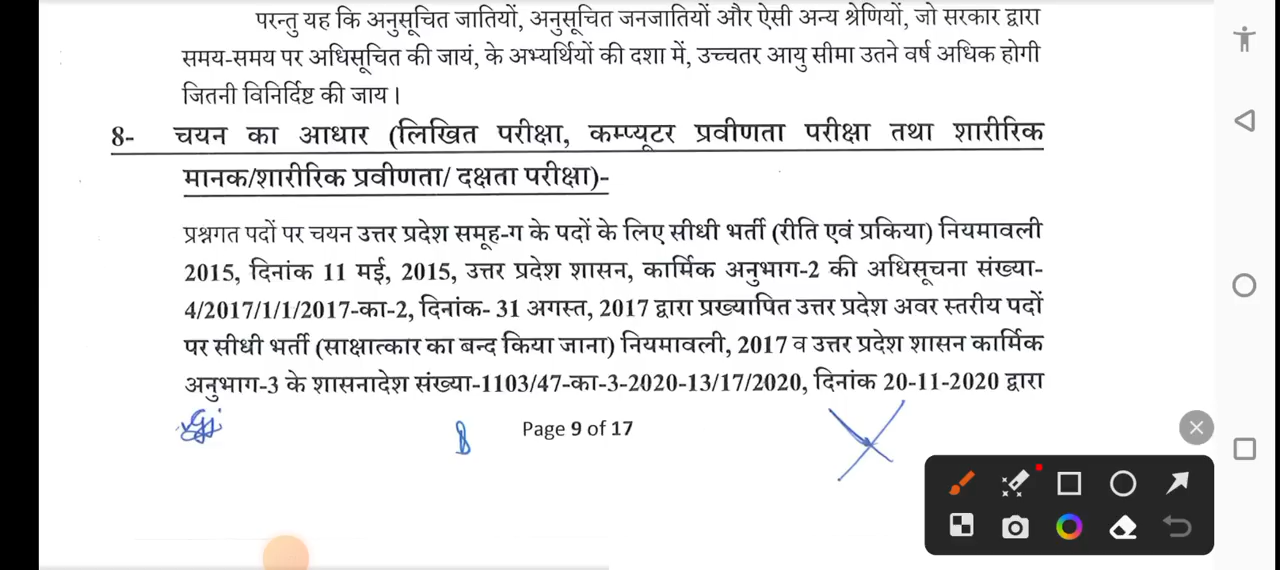 परन्तु यह कि अनुसूचित जातियों, अनुसूचित जनजातियों और ऐसी अन्य श्रेणियों, जो सरकार द्वारा
समय-समय पर अधिसूचित की जायं, के अभ्यर्थियों की दशा में, उच्चतर आयु सीमा उतने वर्ष अधिक होगी
जितनी विनिर्दिष्ट की जाय।
8- चयन का आधार (लिखित परीक्षा, कम्प्यूटर प्रवीणता परीक्षा तथा शारीरिक
मानक/शारीरिक प्रवीणता/ दक्षता परीक्षा)-
प्रश्नगत पदों पर चयन उत्तर प्रदेश समूह-ग के पदों के लिए सीधी भर्ती (रीति एवं प्रकिया) नियमावली
2015, दिनांक 11 मई, 2015, उत्तर प्रदेश शासन, कार्मिक अनुभाग-2 की अधिसूचना संख्या-
4/2017/1/1/2017-का-2, दिनांक- 31 अगस्त, 2017 द्वारा प्रख्यापित उत्तर प्रदेश अवर स्तरीय पदों
पर सीधी भर्ती (साक्षात्कार का बन्द किया जाना) नियमावली, 2017 व उत्तर प्रदेश शासन कार्मिक
अनुभाग-3 के शासनादेश संख्या-1103/47-का-3-2020-13/17/2020, दिनांक 20-11-2020 द्वारा
Page 9 of 17